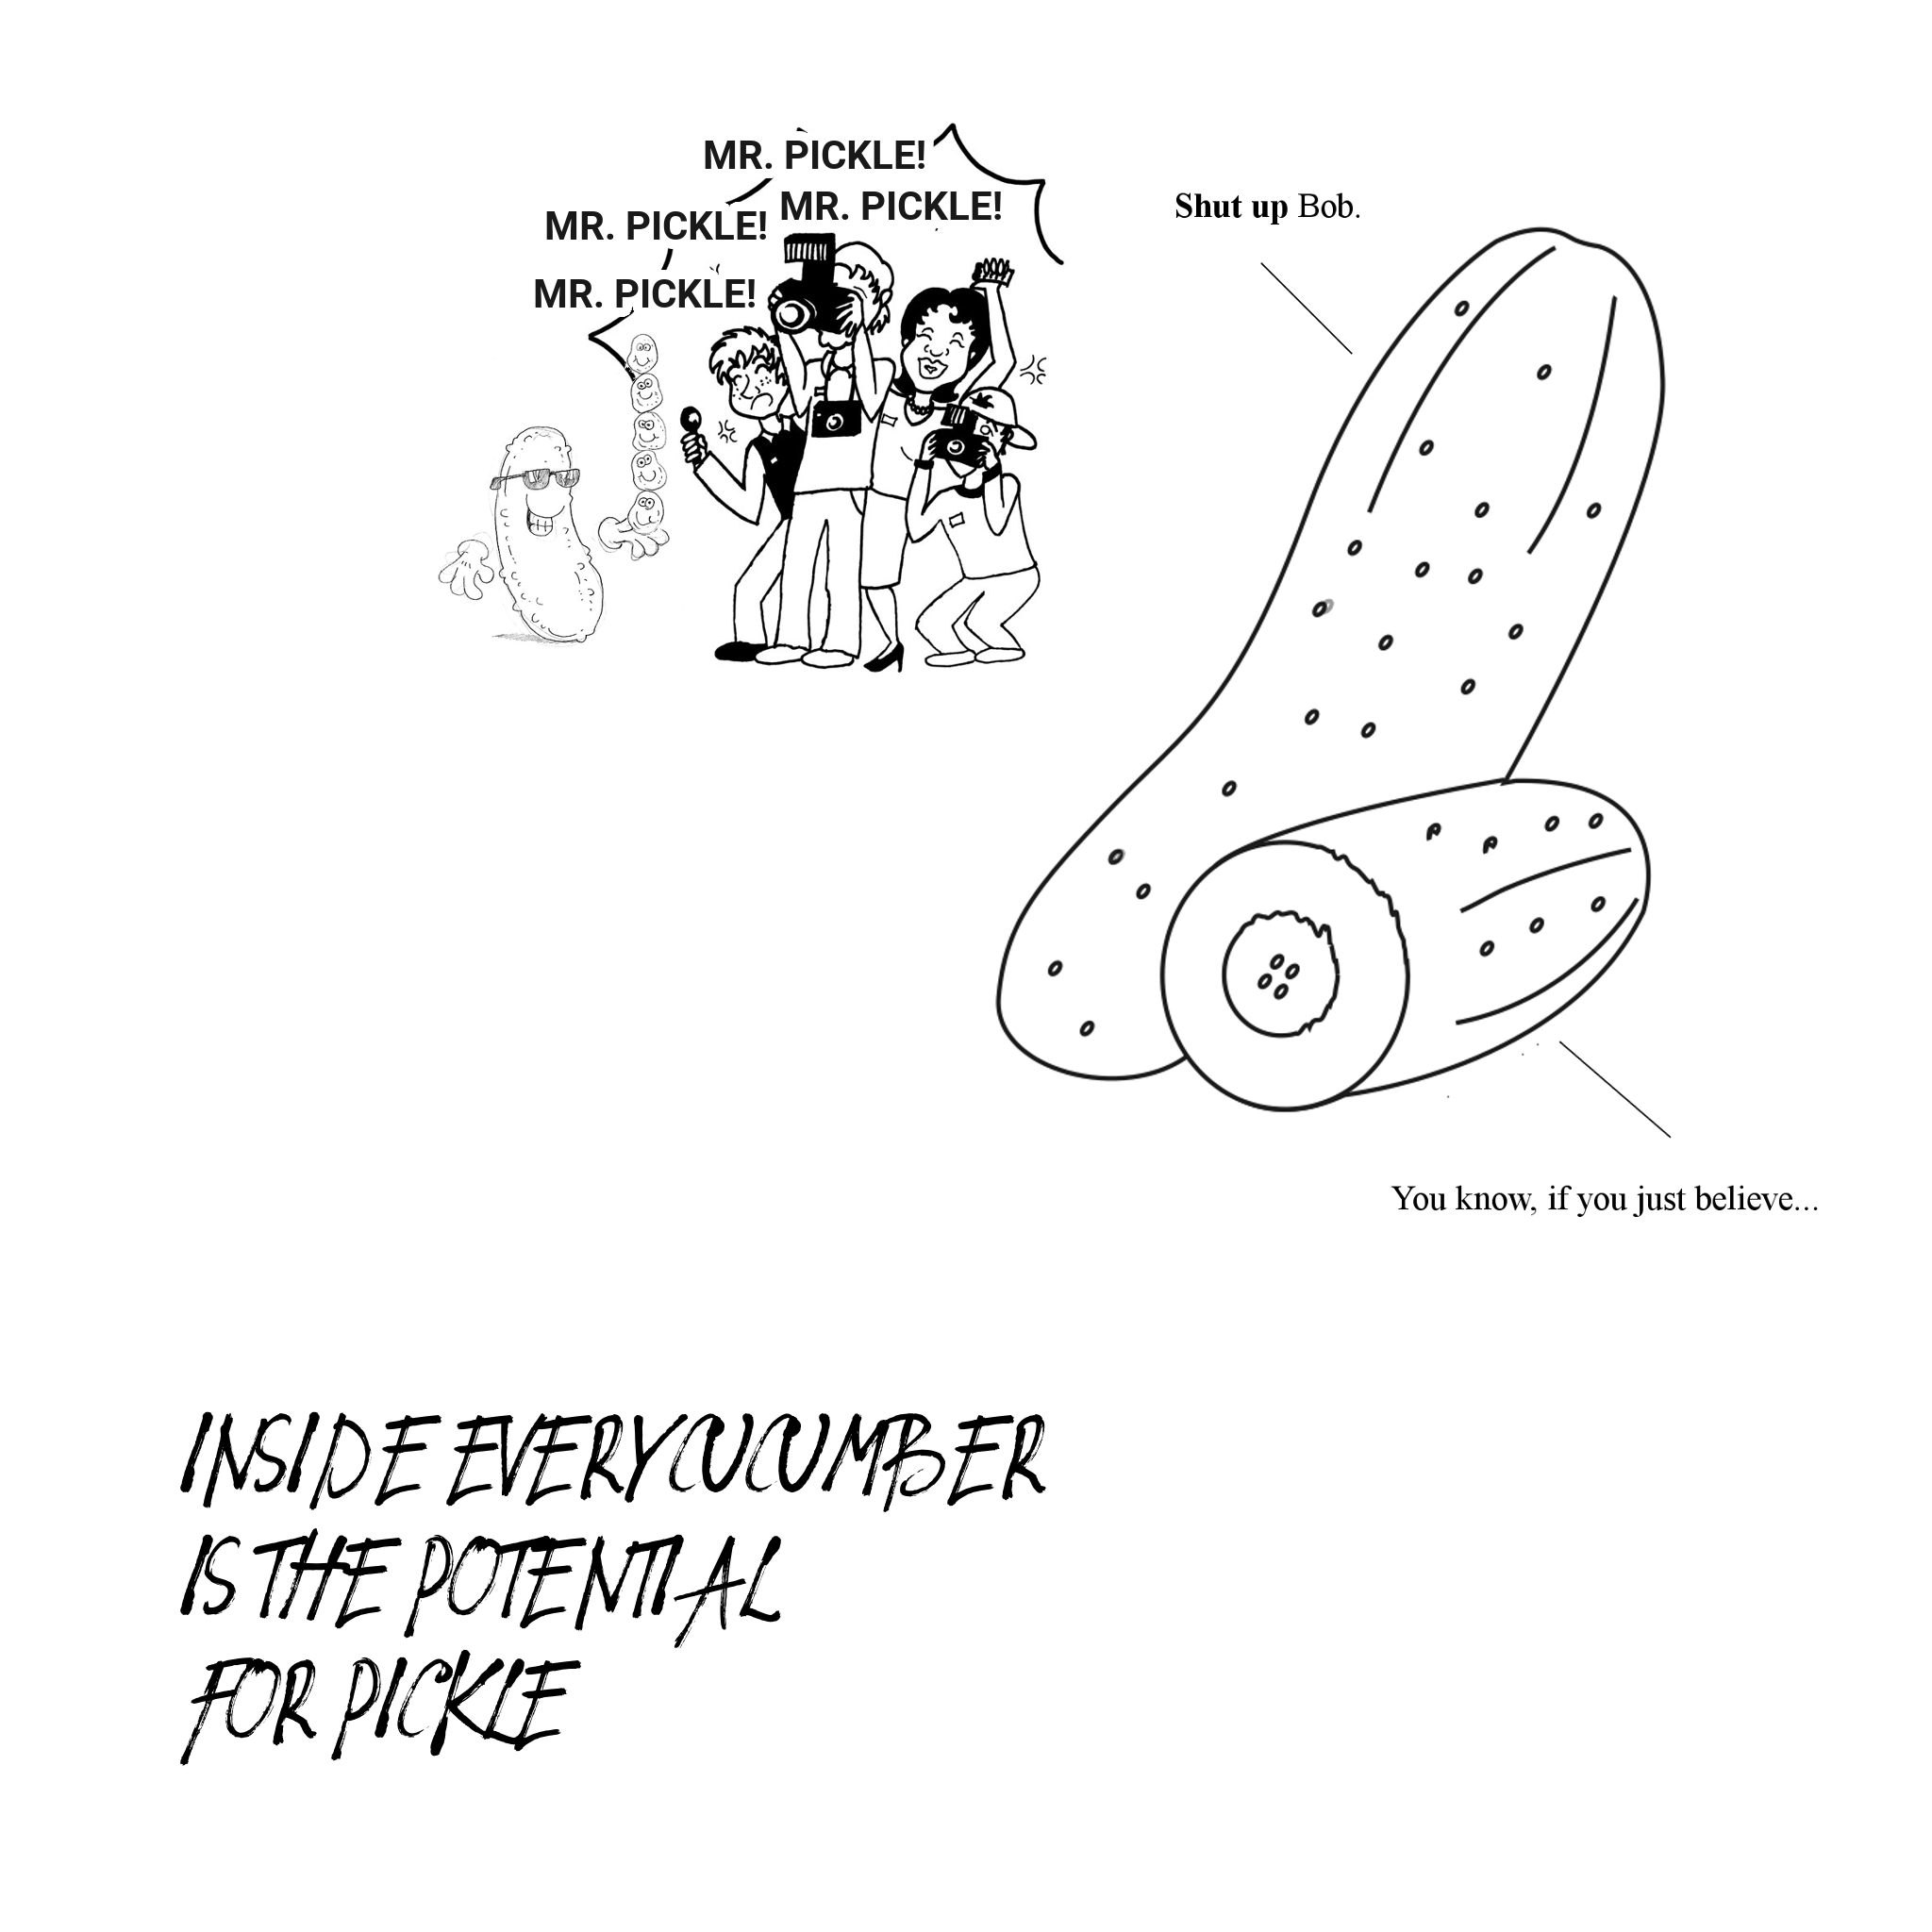 MR. PICKLE!
MR. PICKLE!
MR. PICKLE!
MR. PICKLE!
Shut up Bob.
You know, if you just believe...
INSIDE EVERY CUCUMBER
IS THE POTENTIAL
FOR PICKLE